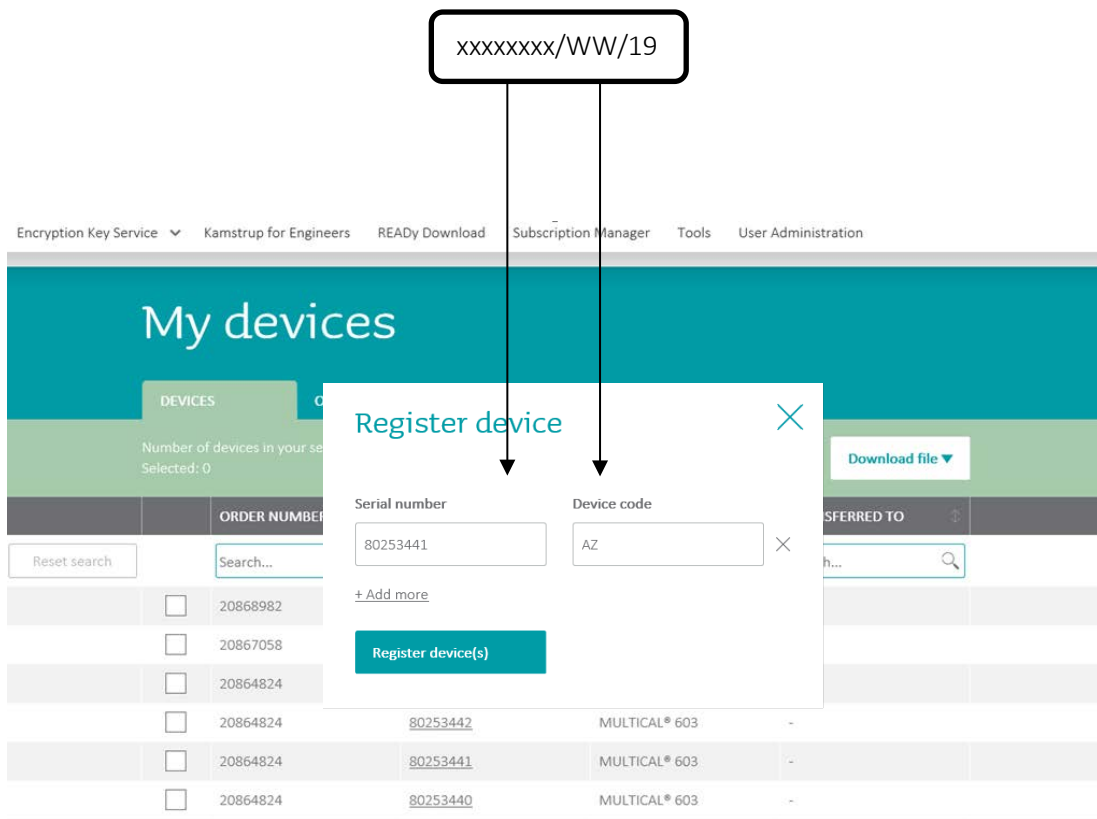 xxxxxxxx/WW/19
Encryption Key Service Kamstrup for Engineers READy Download Subscription Manager Tools User Administration
My devices
DEVICES O
Number of devices in your se
Selected: 0
Download file
Register device
Serial number Device code
80253441 AZ
+ Add more
Register device(s)
ORDER NUMBER SFERRED TO
Reset search Search... h...
20868982
20867058
20864824
20864824 80253442 MULTICAL® 603 -
20864824 80253441 MULTICAL® 603 -
20864824 80253440 MULTICAL® 603 -